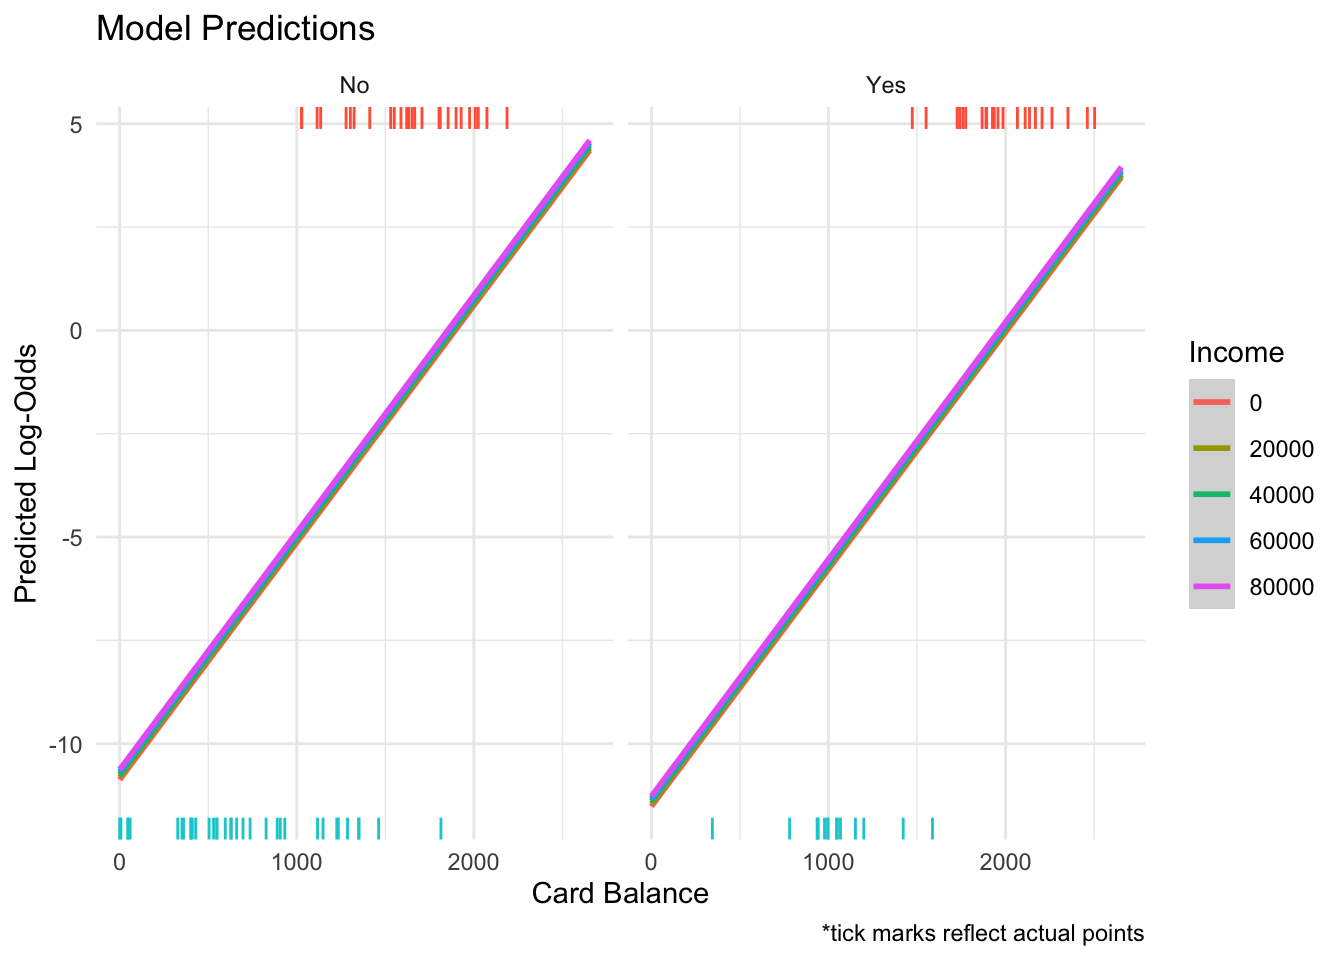 Model Predictions
No
Yes
5
0
-5
-10
Predicted Log-Odds
0
1000
2000
0
1000
2000
Card Balance
Income
0
20000
40000
60000
80000
*tick marks reflect actual points